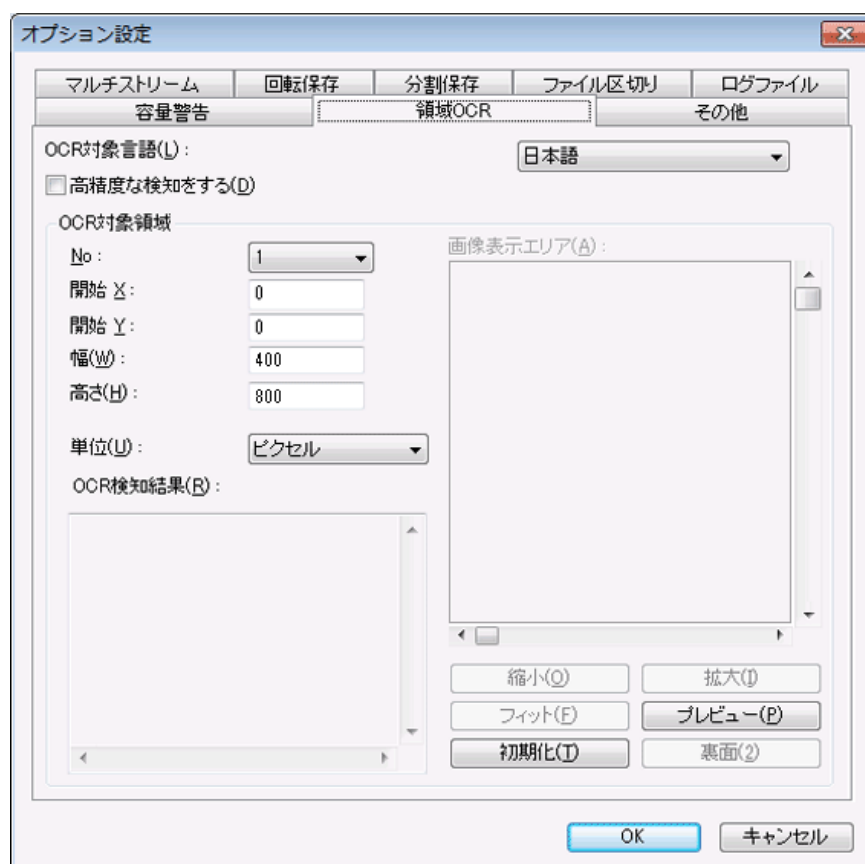 オプション設定
マルチストリーム 回転保存 分割保存 ファイル区切り ログファイル
容量警告 領域OCR その他
OCR対象言語(L): 日本語
高精度な検知をする(D)
OCR対象領域
No: 1
画像表示エリア(A):
開始 X: 0
開始 Y: 0
幅(W): 400
高さ(H): 800
単位(U): ピクセル
OCR検知結果(R):
縮小(O) 拡大(I)
フィット(F) プレビュー(P)
初期化(T) 裏面(2)
OK キャンセル